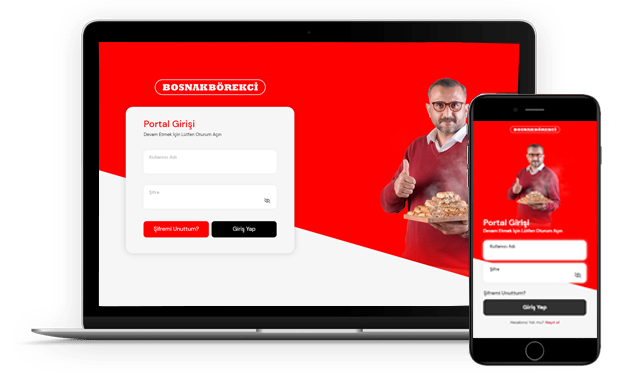 BOSNAKBÖREKCİ
Portal Girişi
Devam Etmek İçin Lütfen Oturum Açın
Kullanıcı Adı
Şifre
Şifremi Unuttum?
Giriş Yap
BOSNAKBÖREKCİ
Portal Girişi
Devam Etmek İçin Lütfen Oturum Açın
Kullanıcı Adı
Şifre
Şifremi Unuttum?
Giriş Yap
Hesabınız Yok mu? Kayıt ol